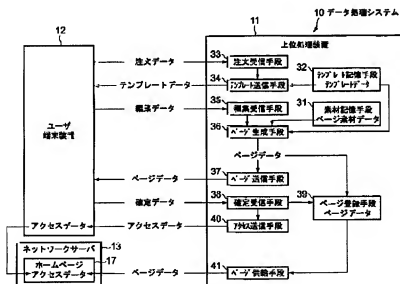 10 データ処理システム
12
11
上位処理装置
注文データ
33
注文受信手段
32
テンプレート記憶手段
テンプレートデータ
テンプレートデータ
34
テンプレート送信手段
31
素材記憶手段
ページ素材データ
35
編集受信手段
36
ページ生成手段
ユーザ
端末装置
ページデータ
ページデータ
37
ページ送信手段
確定データ
38
確定受信手段
39
ページ登録手段
ページデータ
アクセスデータ
アクセスデータ
40
アクセス送信手段
ネットワークサーバ
13
ホームページ
アクセスデータ
17
ページデータ
41
ページ供給手段